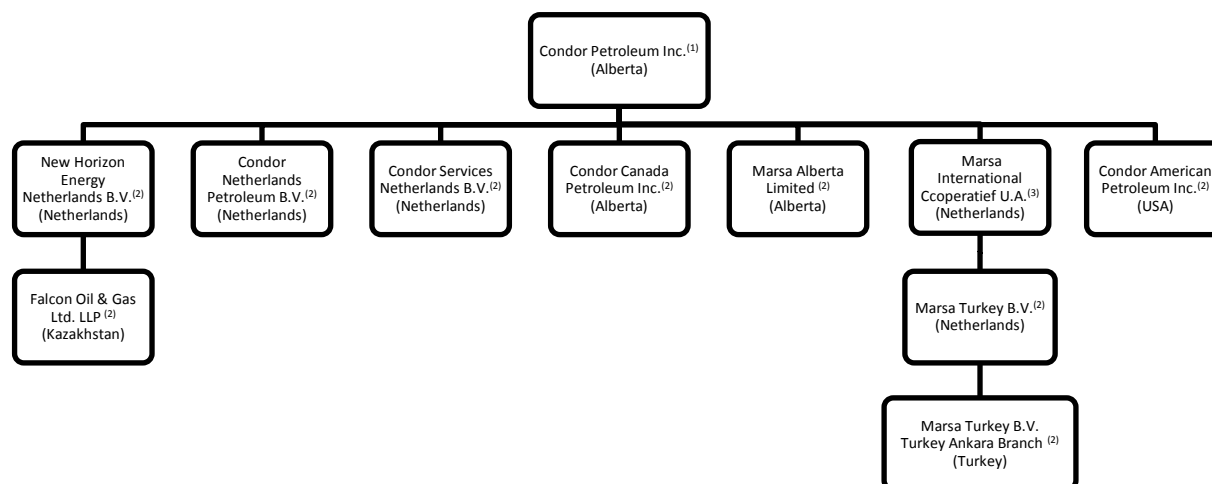 Condor Petroleum Inc.(1)
(Alberta)
New Horizon
Energy
Netherlands B.V.(2)
(Netherlands)
Condor
Netherlands
Petroleum B.V.(2)
(Netherlands)
Condor Services
Netherlands B.V.(2)
(Netherlands)
Condor Canada
Petroleum Inc.(2)
(Alberta)
Marsa Alberta
Limited (2)
(Alberta)
Marsa
International
Ccoperatief U.A.(3)
(Netherlands)
Condor American
Petroleum Inc.(2)
(USA)
Falcon Oil & Gas
Ltd. LLP (2)
(Kazakhstan)
Marsa Turkey B.V.(2)
(Netherlands)
Marsa Turkey B.V.
Turkey Ankara Branch (2)
(Turkey)